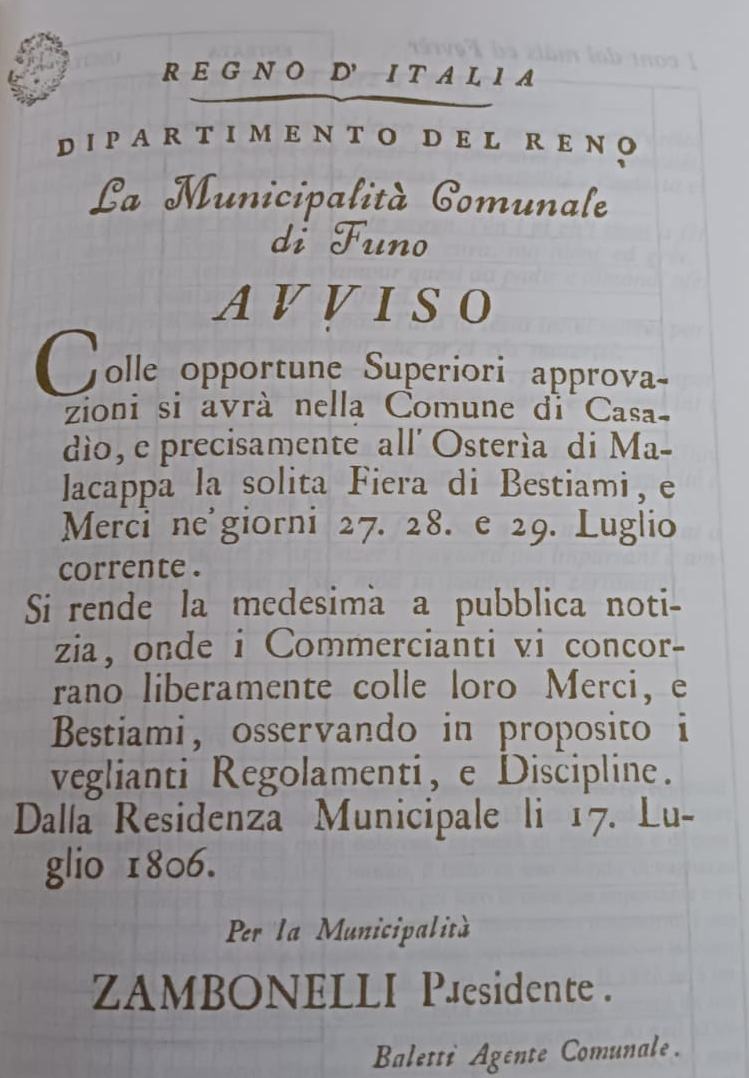 REGNO D' ITALIA
DIPARTIMENTO DEL RENO
La Municipalità Comunale
di Funo
AVVISO
Colle opportune Superiori approva-
zioni si avrà nella Comune di Casa-
dìo, e precisamente all' Osterìa di Ma-
lacappa la solita Fiera di Bestiami, e
Merci ne' giorni 27. 28. e 29. Luglio
corrente.
Si rende la medesima a pubblica noti-
zia, onde i Commercianti vi concor-
rano liberamente colle loro Merci, e
Bestiami, osservando in proposito i
veglianti Regolamenti, e Discipline.
Dalla Residenza Municipale li 17. Lu-
glio 1806.
Per la Municipalità
ZAMBONELLI Presidente.
Baletti Agente Comunale.